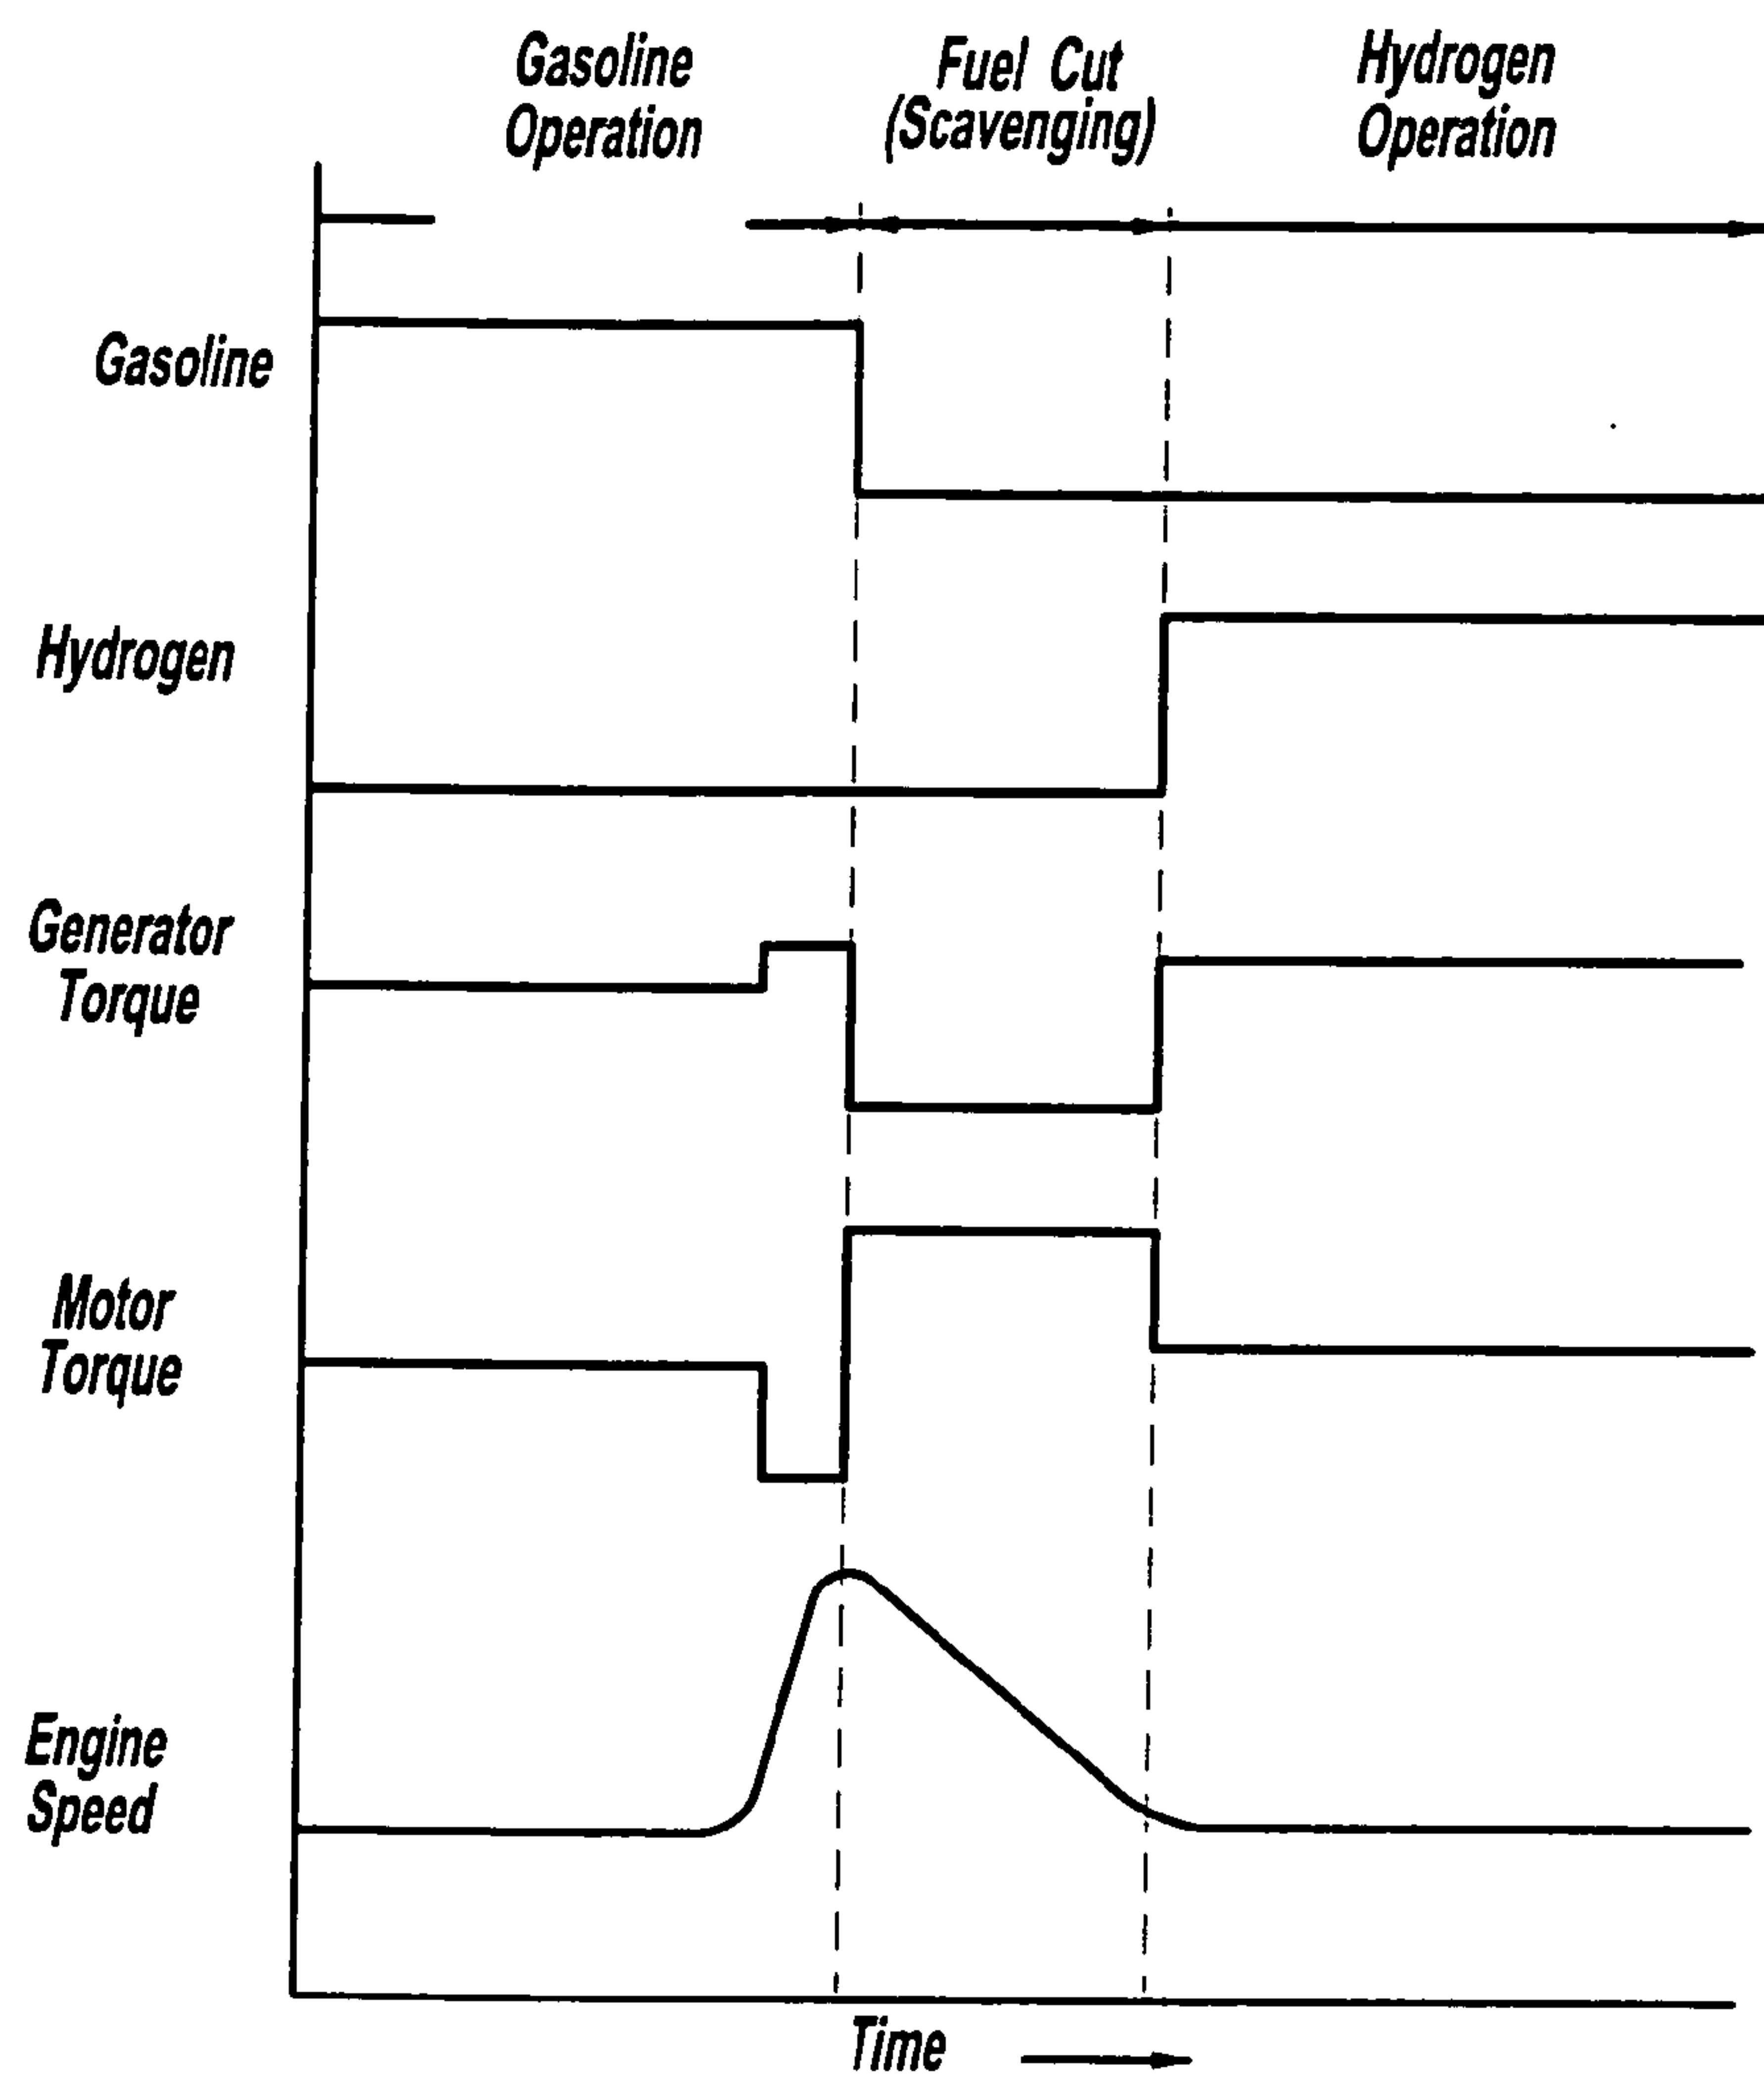 Gasoline
Operation
Fuel Cut
(Scavenging)
Hydrogen
Operation
Gasoline
Hydrogen
Generator
Torque
Motor
Torque
Engine
Speed
Time